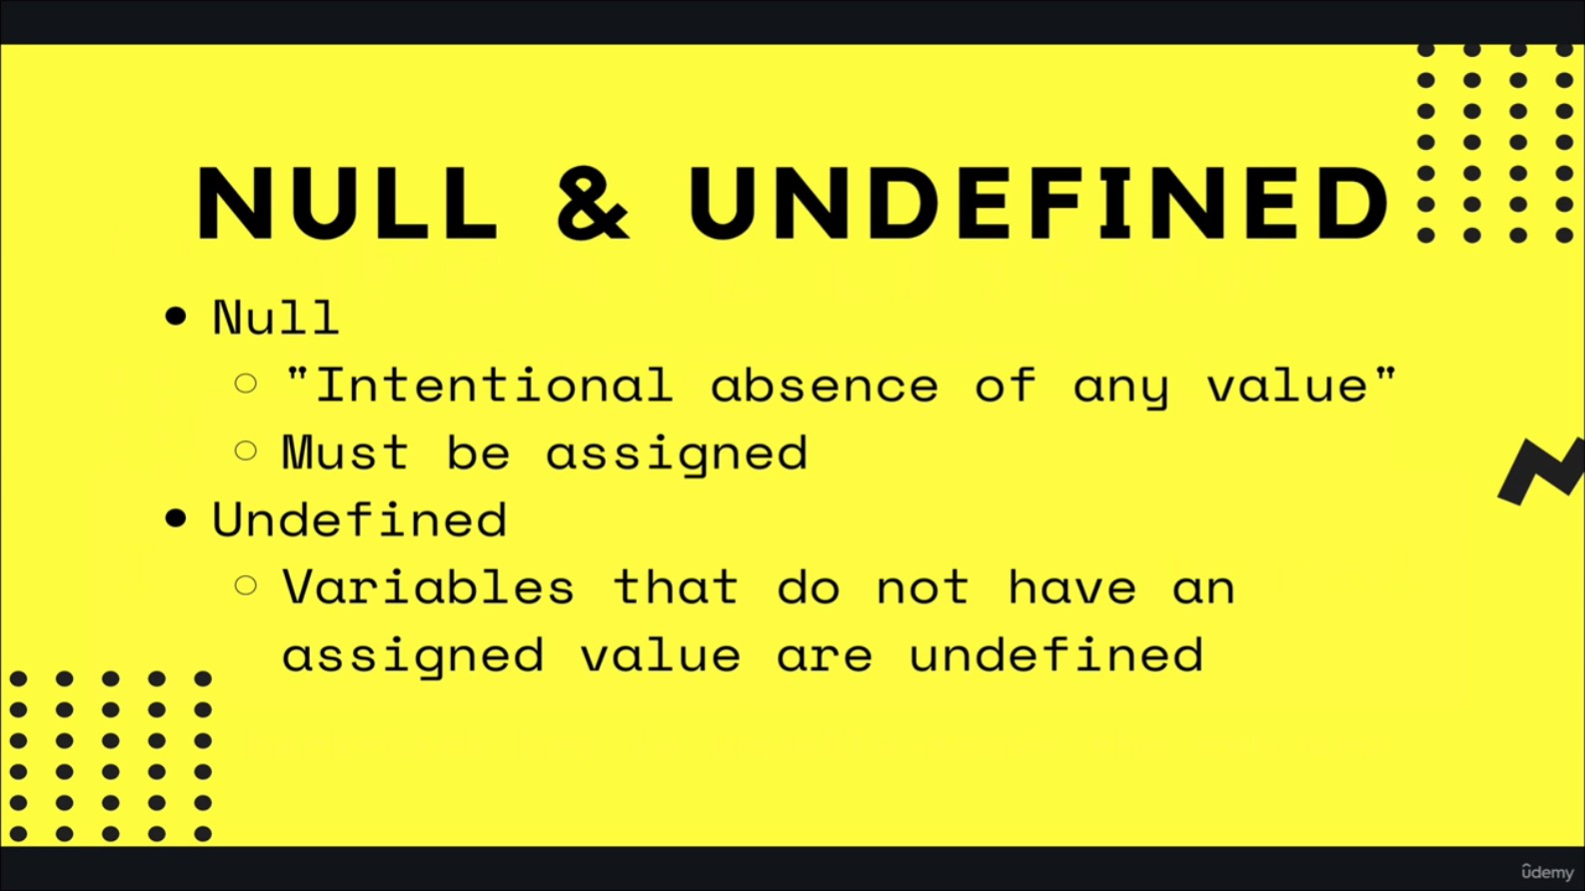 NULL & UNDEFINED
Null
"Intentional absence of any value"
Must be assigned
Undefined
Variables that do not have an
assigned value are undefined
ûdemy